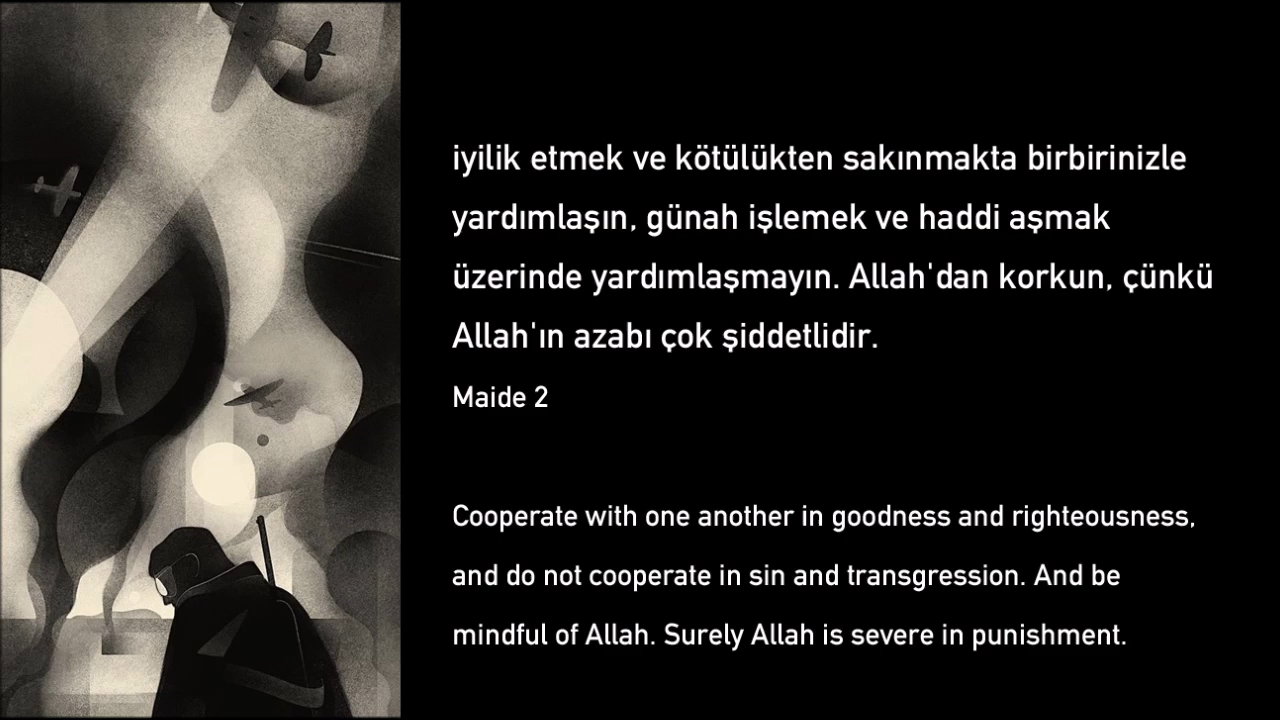 iyilik etmek ve kötülükten sakınmakta birbirinizle
yardımlaşın, günah işlemek ve haddi aşmak
üzerinde yardımlaşmayın. Allah'dan korkun, çünkü
Allah'ın azabı çok şiddetlidir.
Maide 2
Cooperate with one another in goodness and righteousness,
and do not cooperate in sin and transgression. And be
mindful of Allah. Surely Allah is severe in punishment.